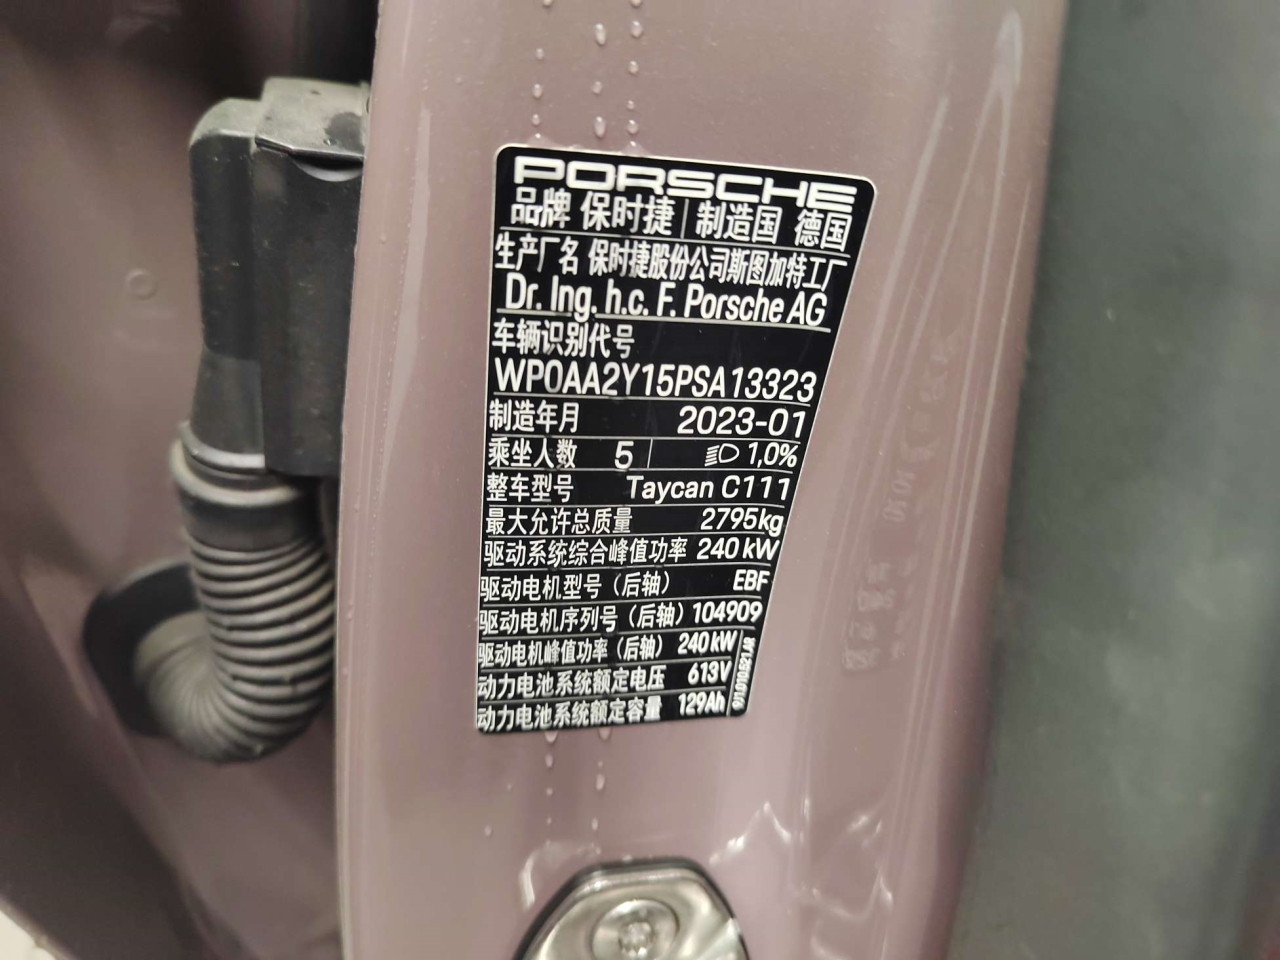 PORSCHE
品牌 保时捷 | 制造国 德国
生产厂名 保时捷股份公司斯图加特工厂
Dr. Ing. h.c. F. Porsche AG
车辆识别代号
WP0AA2Y15PSA13323
制造年月 2023-01
乘坐人数 5 1,0%
整车型号 Taycan C111
最大允许总质量 2795kg
驱动系统综合峰值功率 240 kW
驱动电机型号（后轴） EBF
驱动电机序列号（后轴） 104909
驱动电机峰值功率（后轴） 240 kW
动力电池系统额定电压 613V
动力电池系统额定容量 129Ah